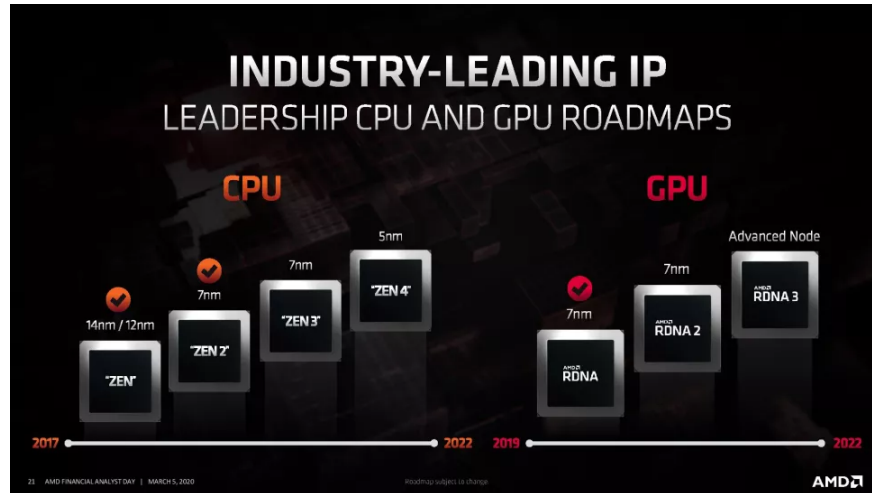 INDUSTRY-LEADING IP
LEADERSHIP CPU AND GPU ROADMAPS
CPU
GPU
14nm / 12nm
"ZEN"
7nm
"ZEN 2"
7nm
"ZEN 3"
5nm
"ZEN 4"
2017
2022
7nm
AMD
RDNA
7nm
AMD
RDNA 2
Advanced Node
AMD
RDNA 3
2019
2022
21 AMD FINANCIAL ANALYST DAY | MARCH 5, 2020
Roadmap subject to change.
AMD